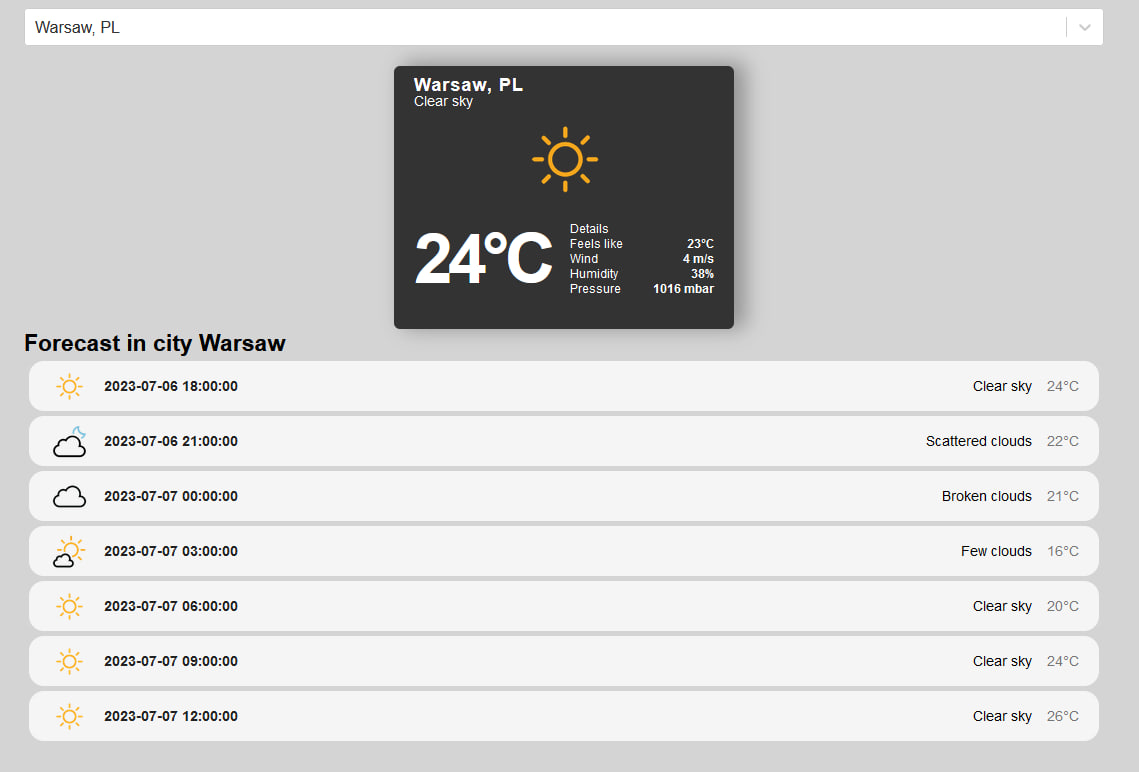 Warsaw, PL
Warsaw, PL
Clear sky
24°C
Details
Feels like 23°C
Wind 4 m/s
Humidity 38%
Pressure 1016 mbar
Forecast in city Warsaw
2023-07-06 18:00:00 Clear sky 24°C
2023-07-06 21:00:00 Scattered clouds 22°C
2023-07-07 00:00:00 Broken clouds 21°C
2023-07-07 03:00:00 Few clouds 16°C
2023-07-07 06:00:00 Clear sky 20°C
2023-07-07 09:00:00 Clear sky 24°C
2023-07-07 12:00:00 Clear sky 26°C